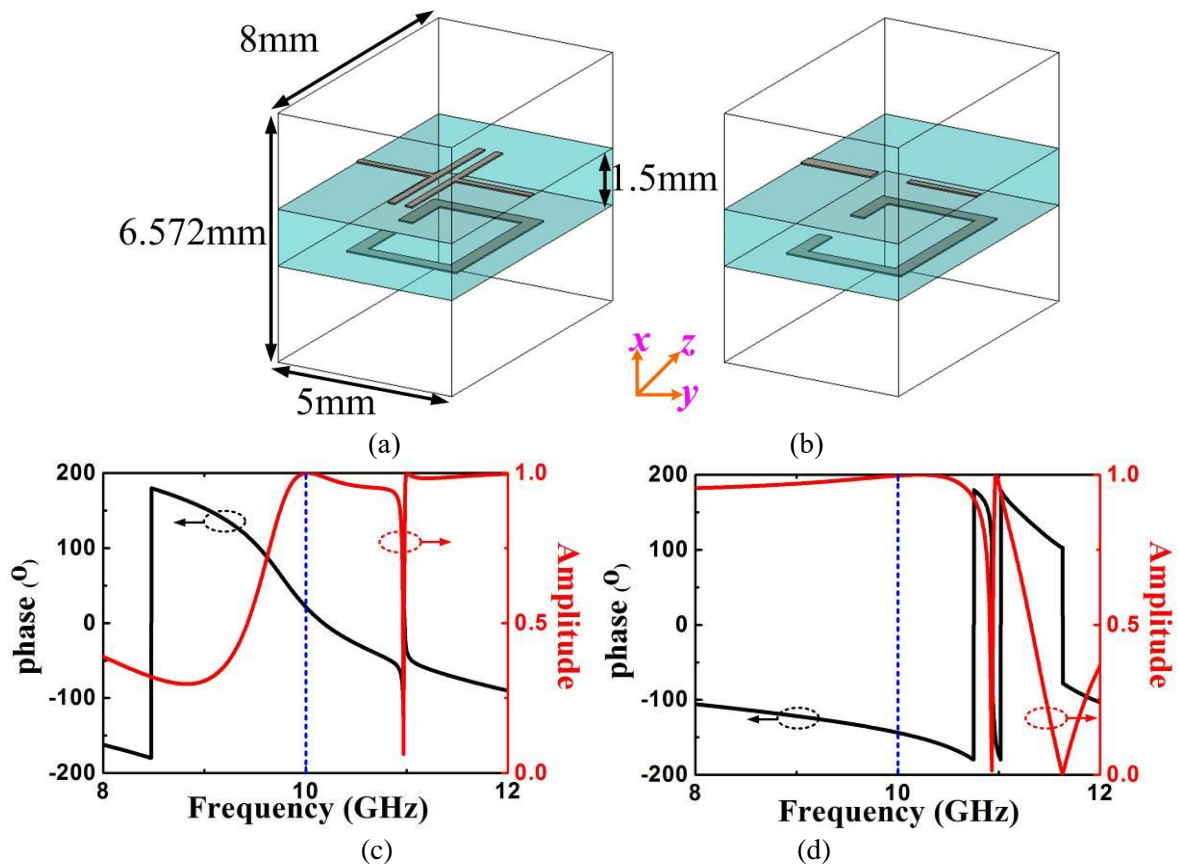 8mm
6.572mm
1.5mm
5mm
x z
y
(a) (b)
200
100
0
-100
-200
phase (o)
8 10 12
Frequency (GHz)
1.0
0.5
0.0
Amplitude
(c)
200
100
0
-100
-200
phase (o)
8 10 12
Frequency (GHz)
1.0
0.5
0.0
Amplitude
(d)